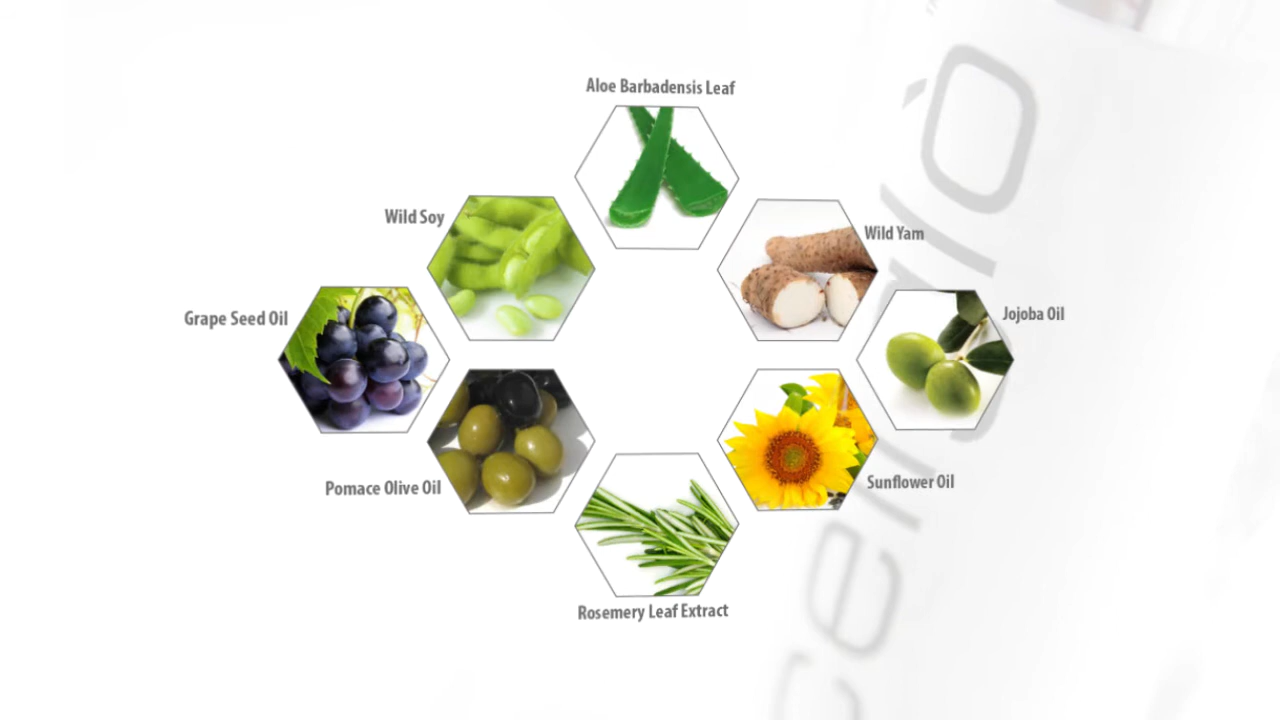 Aloe Barbadensis Leaf
Wild Soy
Wild Yam
Grape Seed Oil
Jojoba Oil
Pomace Olive Oil
Sunflower Oil
Rosemery Leaf Extract